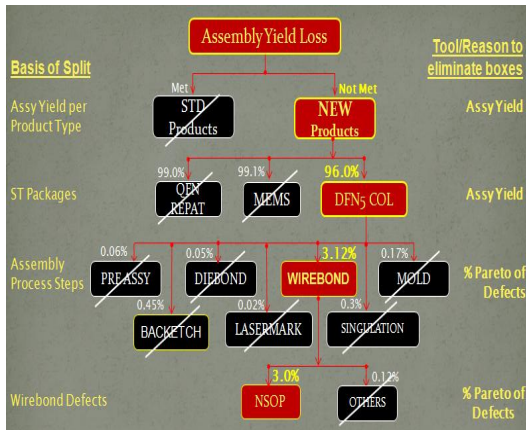 Assembly Yield Loss
Tool/Reason to
eliminate boxes
Basis of Split
Met
Not Met
Assy Yield per
Product Type
STD
Products
NEW
Products
Assy Yield
99.0%
99.1%
96.0%
ST Packages
QFN
REPAT
MEMS
DFN5 COL
Assy Yield
0.06%
0.05%
3.12%
0.17%
Assembly
Process Steps
PRE ASSY
DIEBOND
WIREBOND
MOLD
% Pareto of
Defects
0.45%
0.02%
0.3%
BACKETCH
LASERMARK
SINGULATION
3.0%
0.12%
Wirebond Defects
NSOP
OTHERS
% Pareto of
Defects